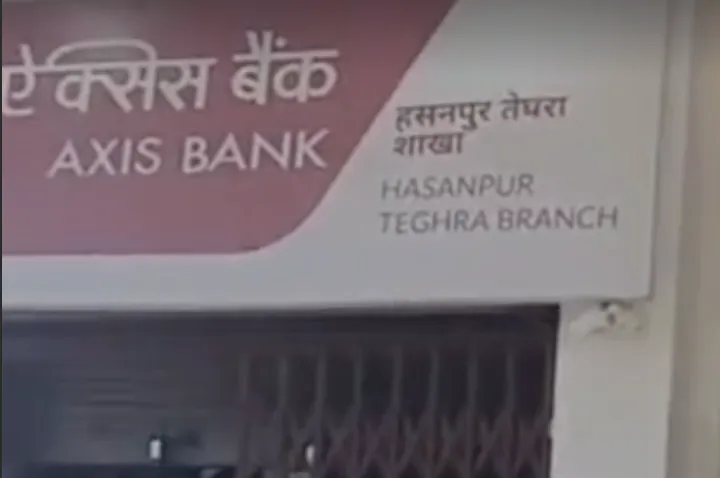 ऐक्सिस बैंक
AXIS BANK
हसनपुर तेघरा
शाखा
HASANPUR
TEGHRA BRANCH